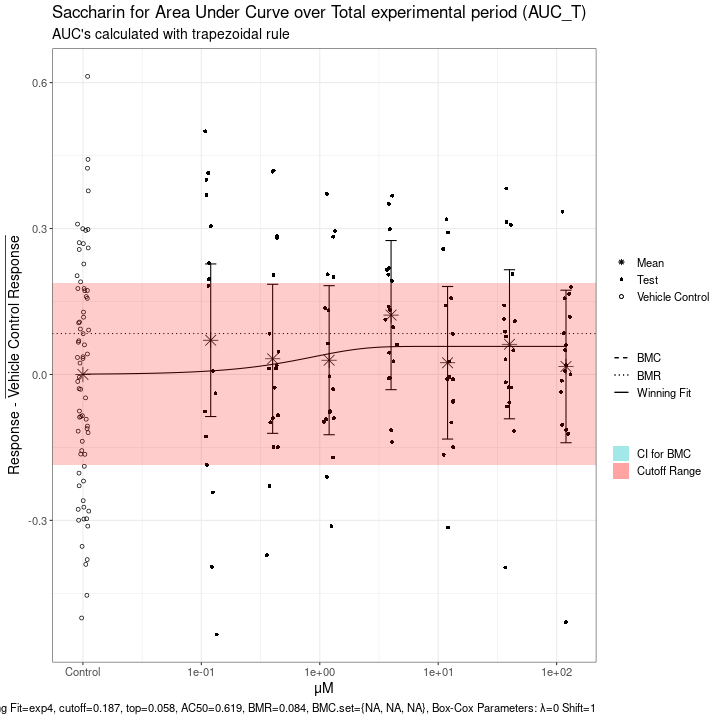 Saccharin for Area Under Curve over Total experimental period (AUC_T)
AUC's calculated with trapezoidal rule
Response - Vehicle Control Response
0.6
0.3
0.0
-0.3
Control
1e-01
1e+00
1e+01
1e+02
μM
Mean
Test
Vehicle Control
BMC
BMR
Winning Fit
CI for BMC
Cutoff Range
Fit=exp4, cutoff=0.187, top=0.058, AC50=0.619, BMR=0.084, BMC.set={NA, NA, NA}, Box-Cox Parameters: λ=0 Shift=1